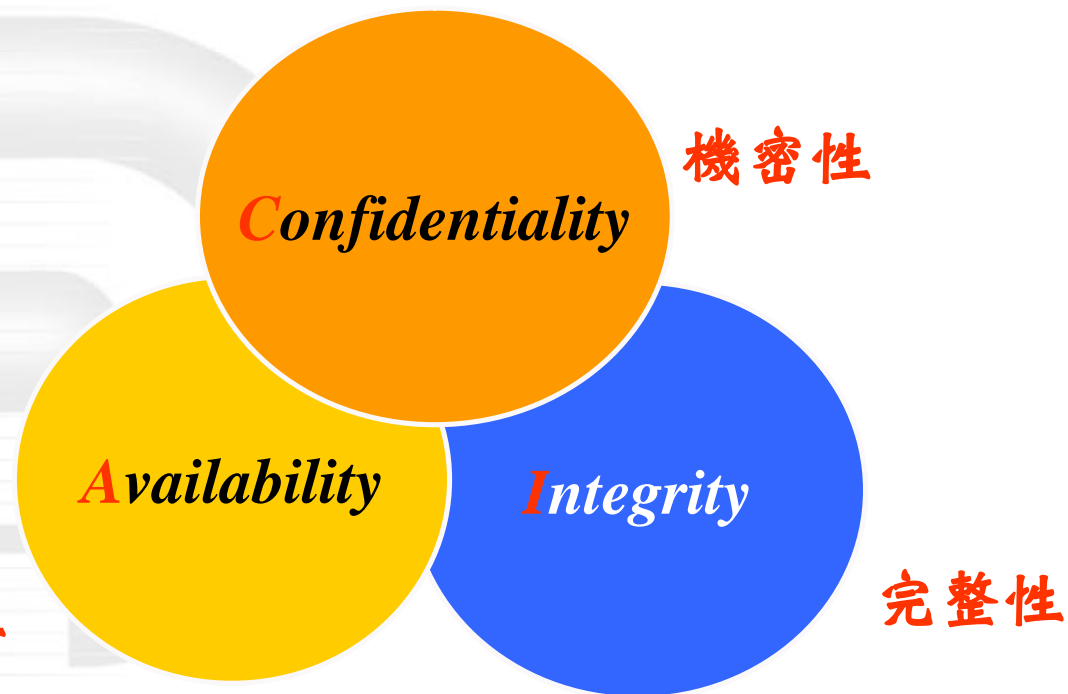 機密性
Confidentiality
Availability
Integrity
完整性